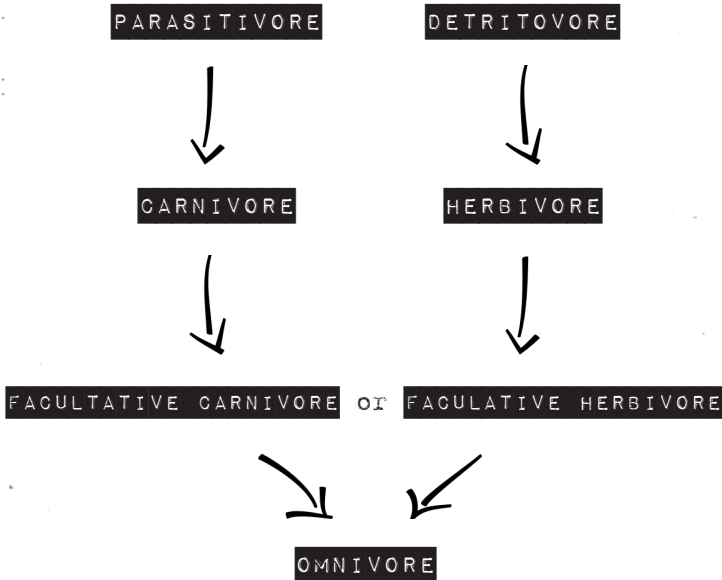 PARASITIVORE DETRITOVORE
CARNIVORE HERBIVORE
FACULTATIVE CARNIVORE or FACULATIVE HERBIVORE
OMNIVORE